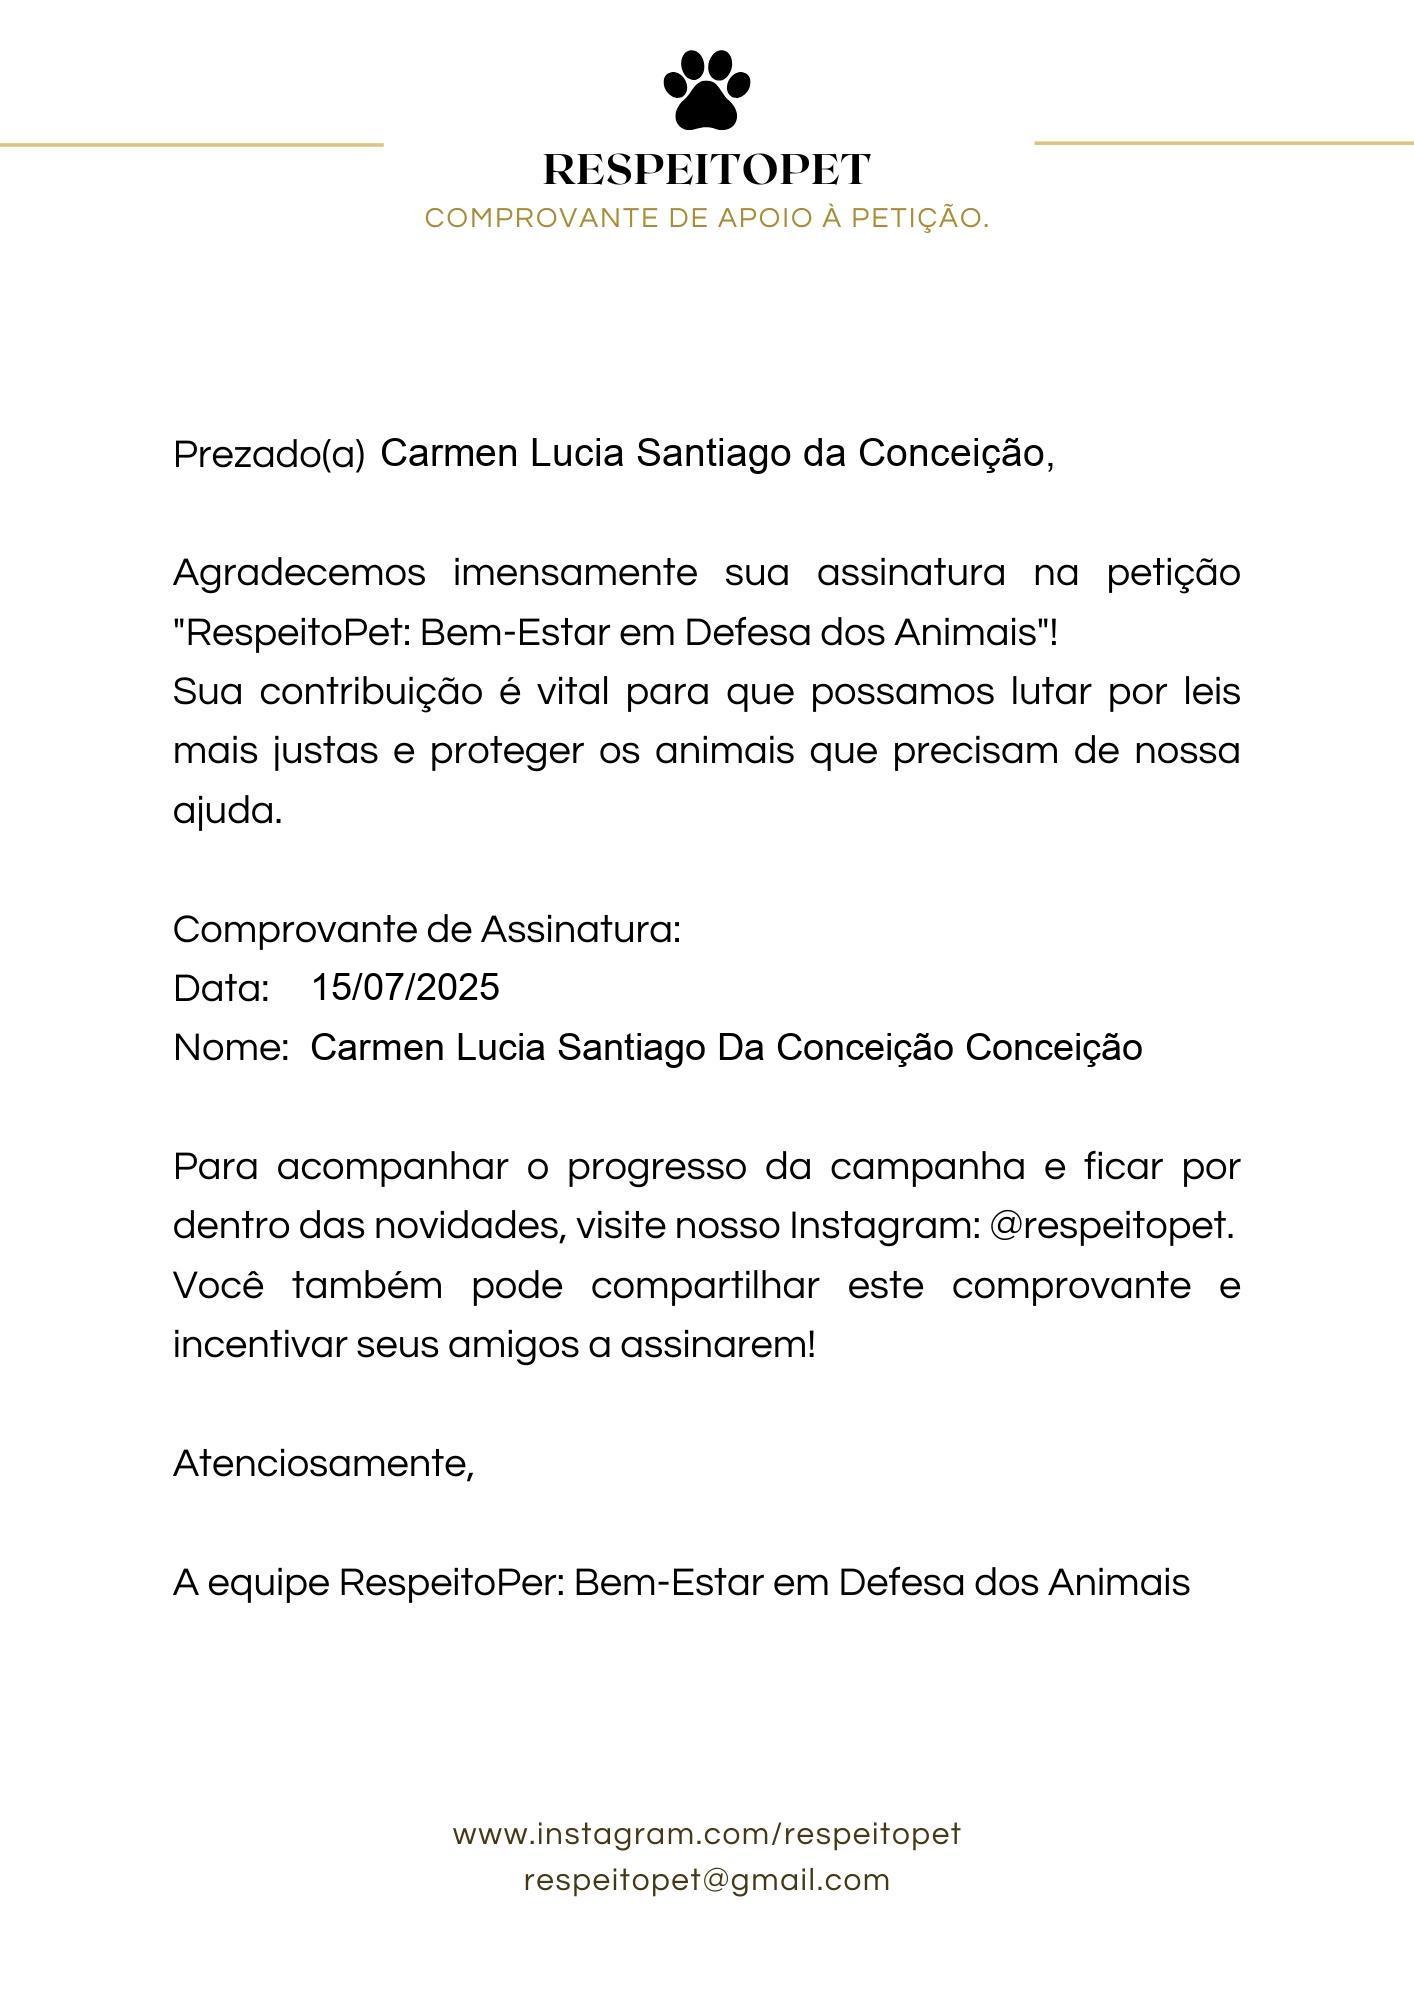 RESPEITOPET
COMPROVANTE DE APOIO À PETIÇÃO.
Prezado(a) Carmen Lucia Santiago da Conceição,
Agradecemos imensamente sua assinatura na petição
"RespeitoPet: Bem-Estar em Defesa dos Animais"!
Sua contribuição é vital para que possamos lutar por leis
mais justas e proteger os animais que precisam de nossa
ajuda.
Comprovante de Assinatura:
Data: 15/07/2025
Nome: Carmen Lucia Santiago Da Conceição Conceição
Para acompanhar o progresso da campanha e ficar por
dentro das novidades, visite nosso Instagram: @respeitopet.
Você também pode compartilhar este comprovante e
incentivar seus amigos a assinarem!
Atenciosamente,
A equipe RespeitoPer: Bem-Estar em Defesa dos Animais
www.instagram.com/respeitopet
respeitopet@gmail.com